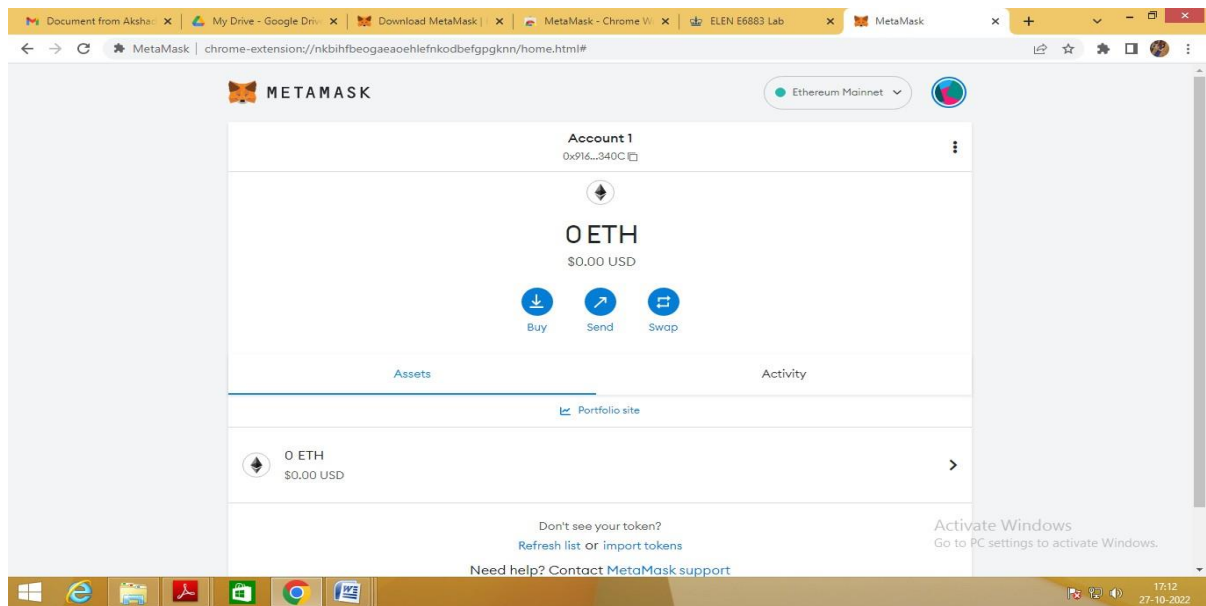 Document from Akshad
My Drive - Google Driv
Download MetaMask |
MetaMask - Chrome W
ELEN E6883 Lab
MetaMask
MetaMask | chrome-extension://nkbihfbeogaeaoehlefnkodbefgpgknn/home.html#
METAMASK
Ethereum Mainnet
Account 1
0x916...340C
0 ETH
$0.00 USD
Buy Send Swap
Assets Activity
Portfolio site
0 ETH
$0.00 USD
Don't see your token?
Refresh list or import tokens
Need help? Contact MetaMask support
Activate Windows
Go to PC settings to activate Windows.
17:12
27-10-2022